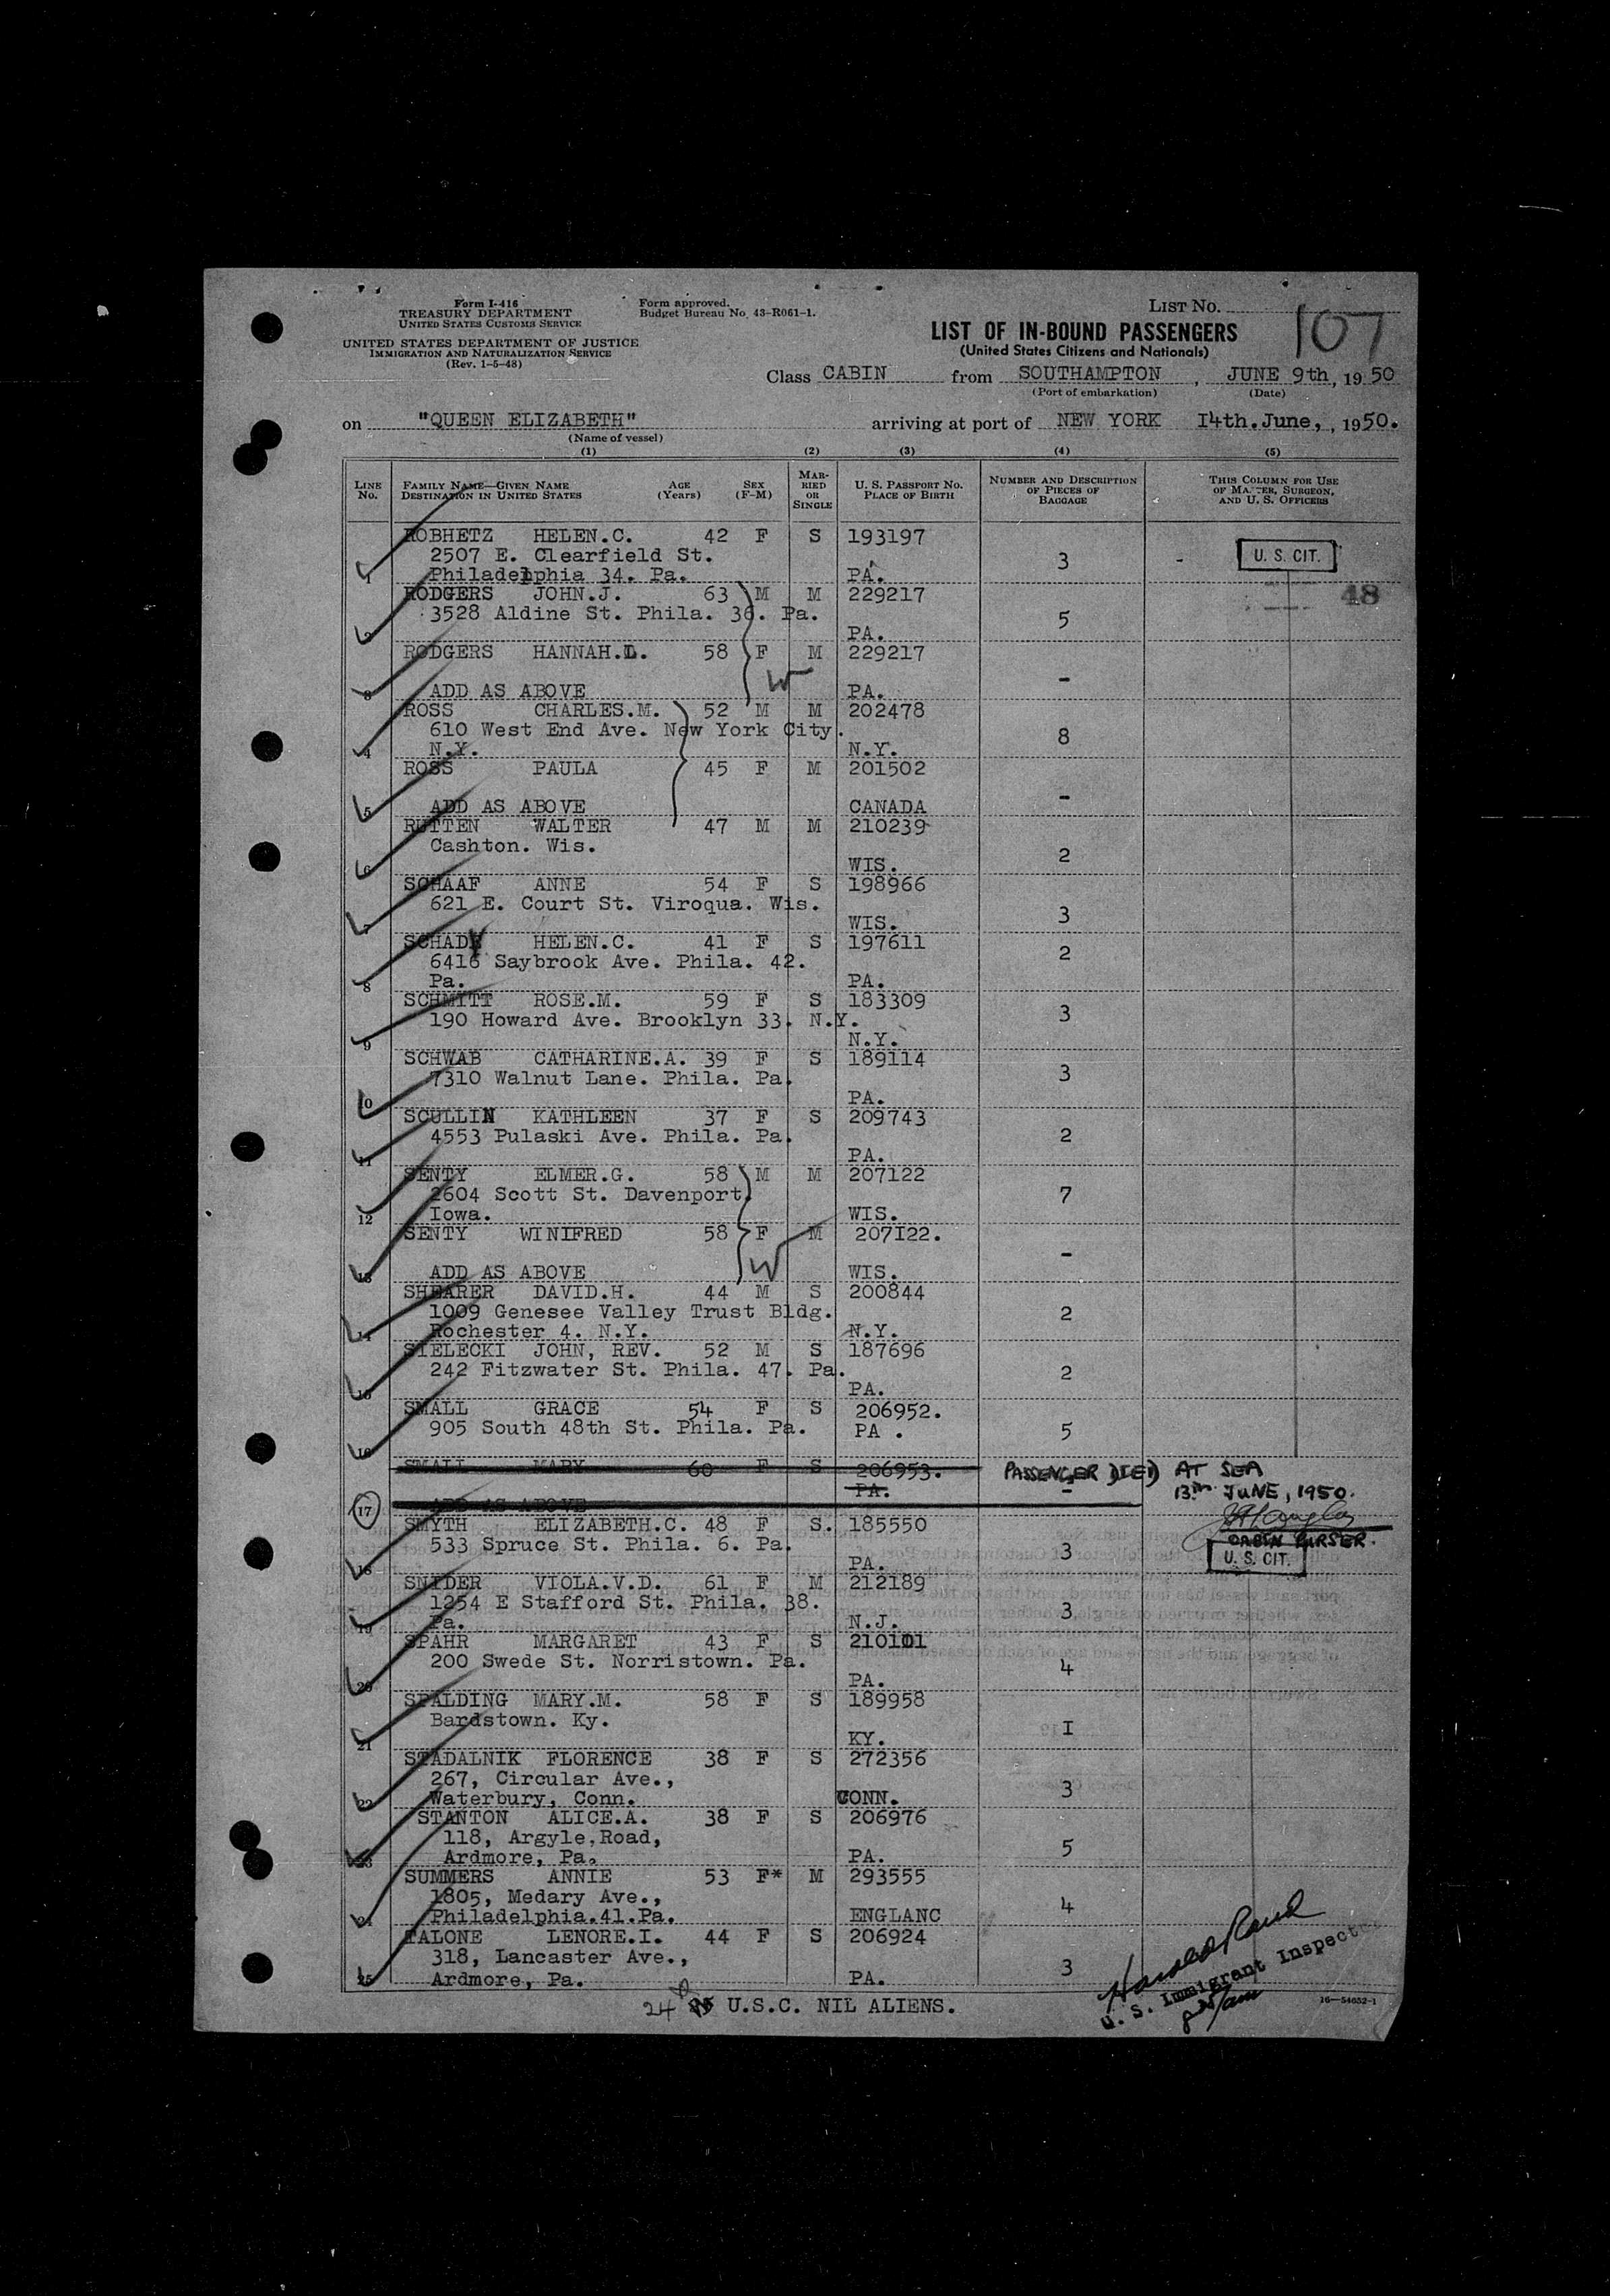 Form I-416
TREASURY DEPARTMENT
UNITED STATES CUSTOMS SERVICE
UNITED STATES DEPARTMENT OF JUSTICE
IMMIGRATION AND NATURALIZATION SERVICE
(Rev. 1-5-48)
Form approved.
Budget Bureau No. 43-R061-1.
LIST NO. 107
LIST OF IN-BOUND PASSENGERS
(United States Citizens and Nationals)
Class CABIN from SOUTHAMPTON, JUNE 9th, 1950
(Port of embarkation) (Date)
on "QUEEN ELIZABETH" arriving at port of NEW YORK I4th.June,, 1950.
(Name of vessel)
(1) (2) (3) (4) (5)
LINE No. FAMILY NAME—GIVEN NAME DESTINATION IN UNITED STATES AGE (Years) SEX (F-M) MARRIED OR SINGLE U. S. PASSPORT NO. PLACE OF BIRTH NUMBER AND DESCRIPTION OF PIECES OF BAGGAGE THIS COLUMN FOR USE OF MASTER, SURGEON, AND U. S. OFFICERS
ROBHETZ HELEN.C. 42 F S 193197
2507 E. Clearfield St. 3 - U. S. CIT.
1 Philadelphia 34. Pa. PA.
RODGERS JOHN.J. 63 M M 229217 48
3528 Aldine St. Phila. 36. Pa. 5
2 PA.
RODGERS HANNAH.L. 58 F M 229217
W -
3 ADD AS ABOVE PA.
ROSS CHARLES.M. 52 M M 202478
610 West End Ave. New York City. 8
4 N.Y. N.Y.
ROSS PAULA 45 F M 201502
-
5 ADD AS ABOVE CANADA
RUTTEN WALTER 47 M M 210239
Cashton. Wis. 2
6 WIS.
SCHAAF ANNE 54 F S 198966
621 E. Court St. Viroqua. Wis. 3
7 WIS.
SCHADY HELEN.C. 41 F S 197611
6416 Saybrook Ave. Phila. 42. 2
8 Pa. PA.
SCHMITT ROSE.M. 59 F S 183309
190 Howard Ave. Brooklyn 33. N.Y. 3
9 N.Y.
SCHWAB CATHARINE.A. 39 F S 189114
7310 Walnut Lane. Phila. Pa. 3
10 PA.
SCULLIN KATHLEEN 37 F S 209743
4553 Pulaski Ave. Phila. Pa. 2
11 PA.
SENTY ELMER.G. 58 M M 207122
2604 Scott St. Davenport. 7
12 Iowa. WIS.
SENTY WINIFRED 58 F M 207I22.
W -
13 ADD AS ABOVE WIS.
SHEARER DAVID.H. 44 M S 200844
1009 Genesee Valley Trust Bldg. 2
14 Rochester 4. N.Y. N.Y.
SIELECKI JOHN, REV. 52 M S 187696
242 Fitzwater St. Phila. 47. Pa. 2
15 PA.
SMALL GRACE 54 F S 206952.
905 South 48th St. Phila. Pa. PA . 5
16
SMALL MARY 60 F S 206953. PASSENGER DIED AT SEA
PA. - 13th JUNE, 1950.
17 ADD AS ABOVE
SMYTH ELIZABETH.C. 48 F S. 185550
CABIN PURSER.
533 Spruce St. Phila. 6. Pa. 3 U. S. CIT.
18 PA.
SNIDER VIOLA.V.D. 61 F M 212189
1254 E Stafford St. Phila. 38. 3
19 Pa. N.J.
SPAHR MARGARET 43 F S 210101
200 Swede St. Norristown. Pa. 4
20 PA.
SPALDING MARY.M. 58 F S 189958
Bardstown. Ky. I
21 KY.
STADALNIK FLORENCE 38 F S 272356
267, Circular Ave., 3
22 Waterbury, Conn. CONN.
STANTON ALICE.A. 38 F S 206976
118, Argyle,Road, 5
23 Ardmore, Pa. PA.
SUMMERS ANNIE 53 F* M 293555
1805, Medary Ave., 4
24 Philadelphia.41.Pa. ENGLANC
TALONE LENORE.I. 44 F S 206924
318, Lancaster Ave., 3
25 Ardmore, Pa. PA.
Harold Rand
U. S. Immigrant Inspector
24 U.S.C. NIL ALIENS. 16—54652-1